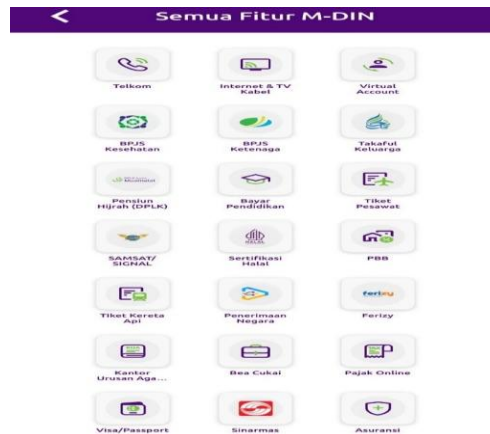 Semua Fitur M-DIN
Telkom
Internet & TV
Kabel
Virtual
Account
BPJS
Kesehatan
BPJS
Ketenaga
Takaful
Keluarga
Pensiun
Hijrah (DPLK)
Bayar
Pendidikan
Tiket
Pesawat
SAMSAT/
SIGNAL
Sertifikasi
Halal
PBB
Tiket Kereta
Api
Penerimaan
Negara
ferizy
Ferizy
Kantor
Urusan Aga...
Bea Cukai
Pajak Online
Visa/Passport
Sinarmas
Asuransi